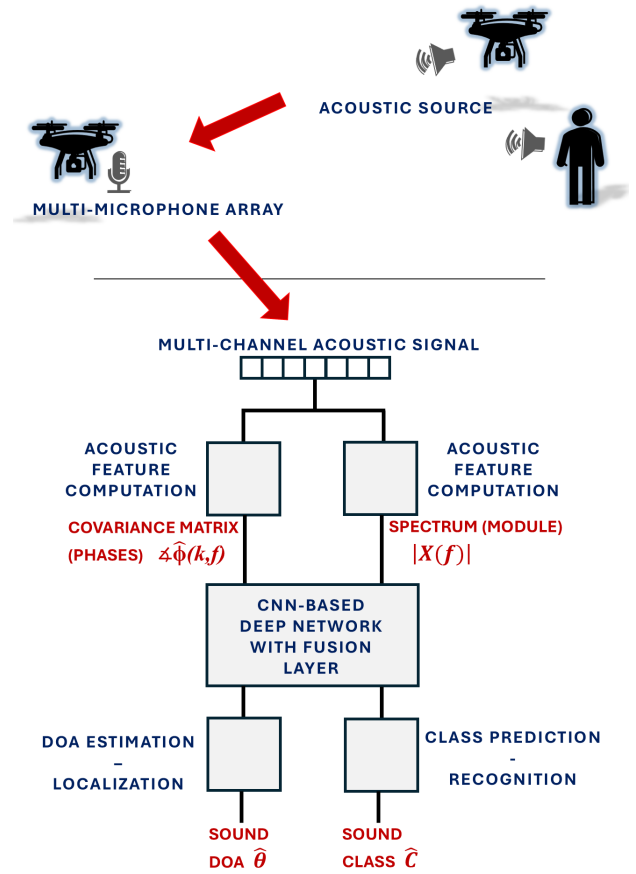 ACOUSTIC SOURCE
MULTI-MICROPHONE ARRAY
MULTI-CHANNEL ACOUSTIC SIGNAL
ACOUSTIC
FEATURE
COMPUTATION
ACOUSTIC
FEATURE
COMPUTATION
COVARIANCE MATRIX
(PHASES) ∡ϕ̂(k,f)
SPECTRUM (MODULE)
|X(f)|
CNN-BASED
DEEP NETWORK
WITH FUSION
LAYER
DOA ESTIMATION
–
LOCALIZATION
CLASS PREDICTION
-
RECOGNITION
SOUND
DOA θ̂
SOUND
CLASS Ĉ